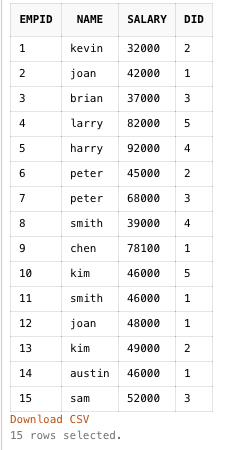 EMPID NAME SALARY DID
1 kevin 32000 2
2 joan 42000 1
3 brian 37000 3
4 larry 82000 5
5 harry 92000 4
6 peter 45000 2
7 peter 68000 3
8 smith 39000 4
9 chen 78100 1
10 kim 46000 5
11 smith 46000 1
12 joan 48000 1
13 kim 49000 2
14 austin 46000 1
15 sam 52000 3
Download CSV
15 rows selected.